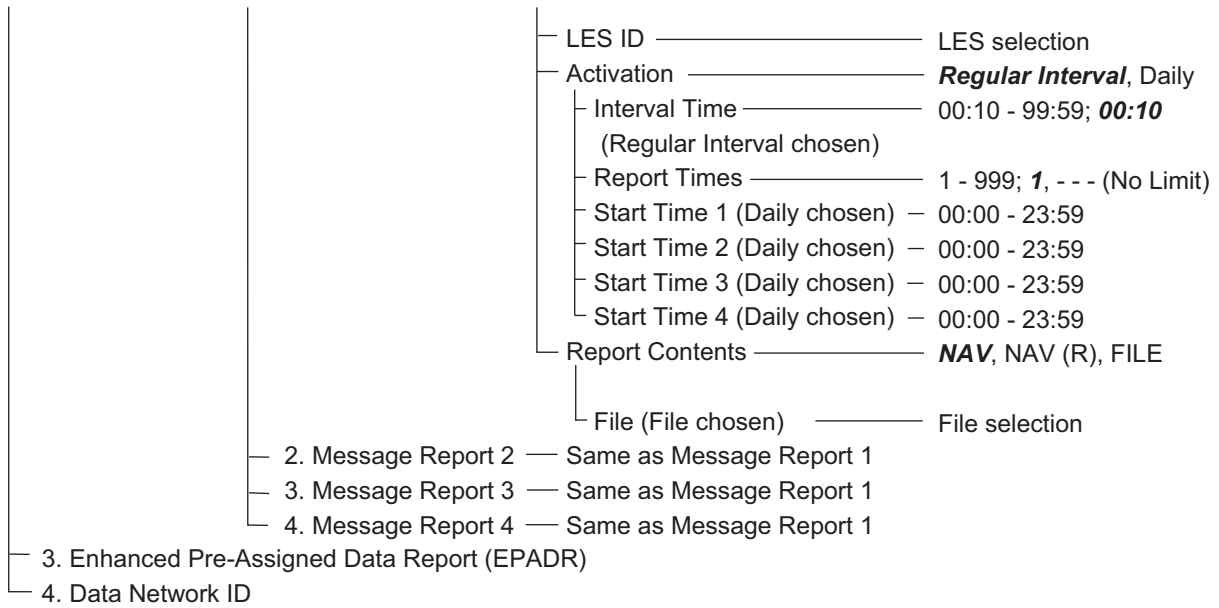 LES ID LES selection
Activation Regular Interval, Daily
Interval Time 00:10 - 99:59; 00:10
(Regular Interval chosen)
Report Times 1 - 999; 1, - - - (No Limit)
Start Time 1 (Daily chosen) 00:00 - 23:59
Start Time 2 (Daily chosen) 00:00 - 23:59
Start Time 3 (Daily chosen) 00:00 - 23:59
Start Time 4 (Daily chosen) 00:00 - 23:59
Report Contents NAV, NAV (R), FILE
File (File chosen) File selection
2. Message Report 2 Same as Message Report 1
3. Message Report 3 Same as Message Report 1
4. Message Report 4 Same as Message Report 1
3. Enhanced Pre-Assigned Data Report (EPADR)
4. Data Network ID